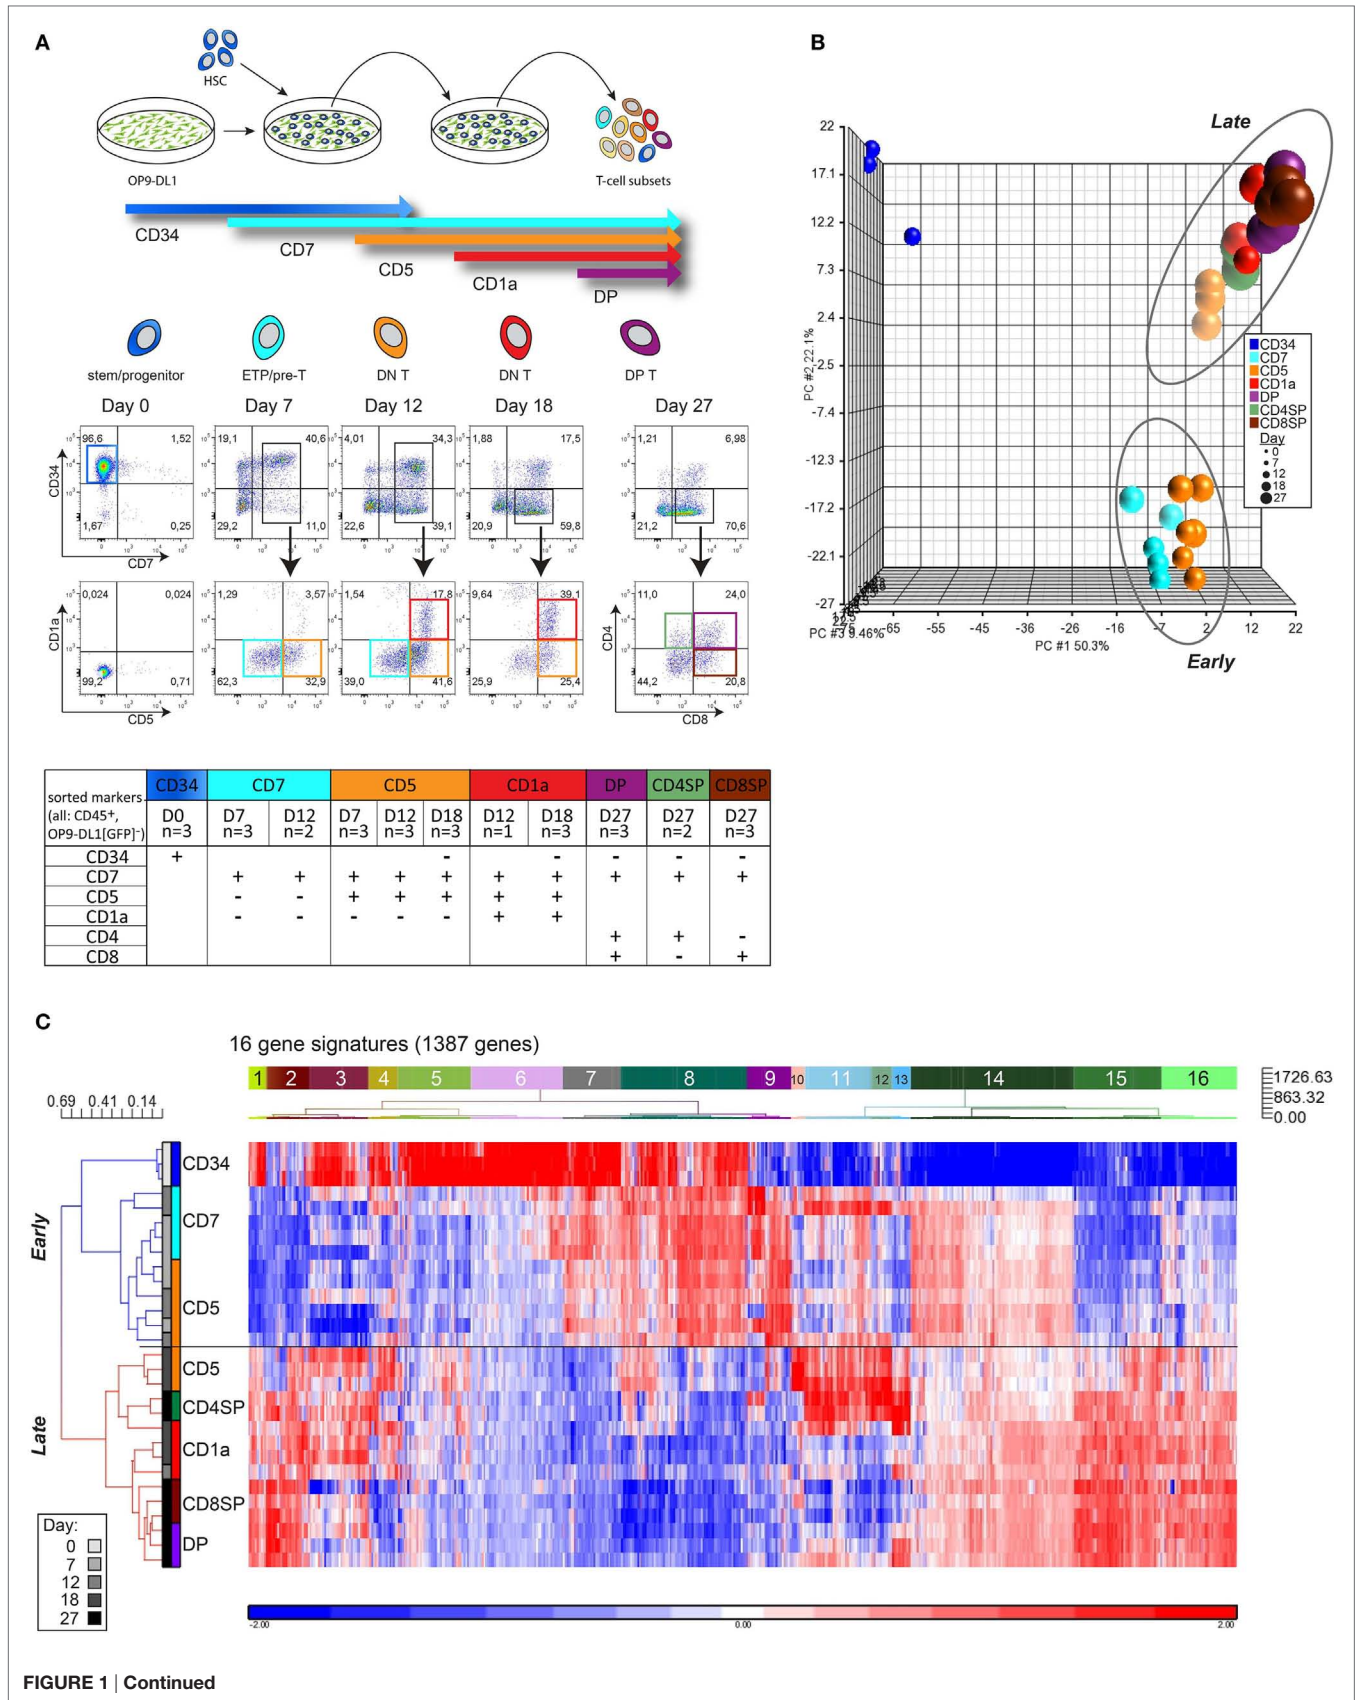 A
HSC
OP9-DL1
T-cell subsets
CD34
CD7
CD5
CD1a
DP
stem/progenitor
ETP/pre-T
DN T
DN T
DP T
Day 0
Day 7
Day 12
Day 18
Day 27
96,6 1,52
1,67 0,25
CD34
CD7
19,1 40,6
29,2 11,0
4,01 34,3
22,6 39,1
1,88 17,5
20,9 59,8
1,21 6,98
21,2 70,6
0,024 0,024
99,2 0,71
CD1a
CD5
1,29 3,57
62,3 32,9
1,54 17,8
39,0 41,6
9,64 39,1
25,9 25,4
11,0 24,0
44,2 20,8
CD4
CD8
sorted markers
(all: CD45+,
OP9-DL1[GFP]-)
CD34 CD7 CD5 CD1a DP CD4SP CD8SP
D0 D7 D12 D7 D12 D18 D12 D18 D27 D27 D27
n=3 n=3 n=2 n=3 n=3 n=3 n=1 n=3 n=3 n=2 n=3
CD34 + - - - - -
CD7 + + + + + + + + + +
CD5 - - + + + + +
CD1a - - - - - + +
CD4 + + -
CD8 + - +
B
Late
22
17.1
12.2
7.3
2.4
-2.5
-7.4
-12.3
-17.2
-22.1
-27
PC #2 22.1%
PC #3 9.46%
-65 -55 -45 -36 -26 -16 -7 2 12 22
PC #1 50.3%
Early
CD34
CD7
CD5
CD1a
DP
CD4SP
CD8SP
Day
0
7
12
18
27
C
16 gene signatures (1387 genes)
1 2 3 4 5 6 7 8 9 10 11 12 13 14 15 16
1726.63
863.32
0.00
0.69 0.41 0.14
Early
Late
CD34
CD7
CD5
CD5
CD4SP
CD1a
CD8SP
DP
Day:
0
7
12
18
27
-2.00 0.00 2.00
FIGURE 1 | Continued